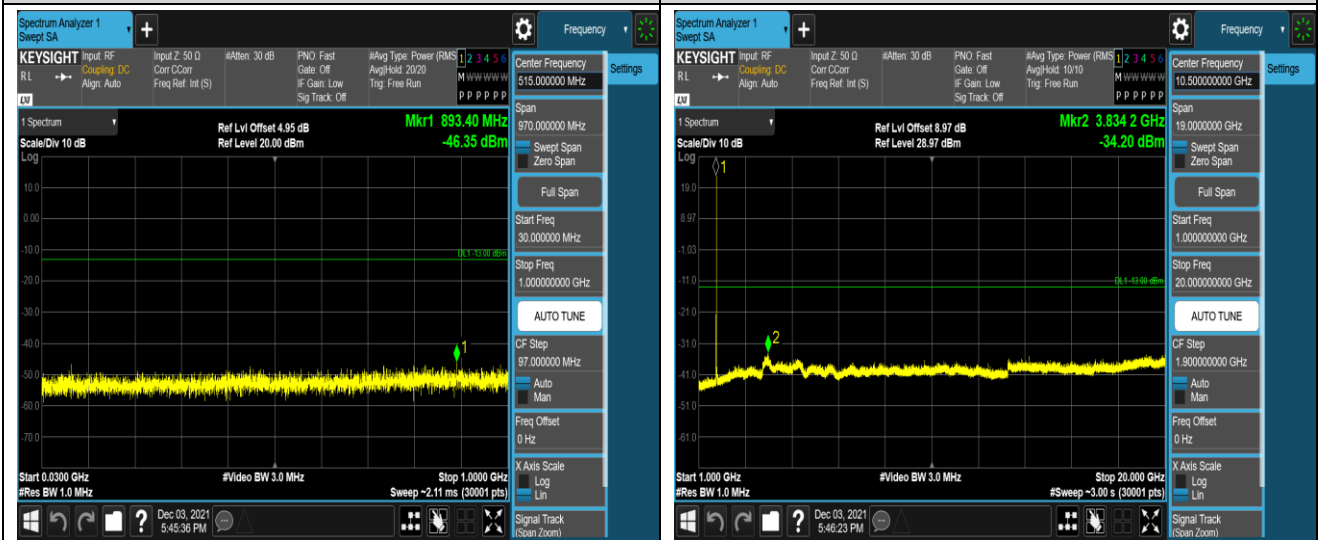 Spectrum Analyzer 1
Swept SA
+
Frequency
KEYSIGHT
RL
LXI
Input: RF
Coupling: DC
Align: Auto
Input Z: 50 Ω
Corr CCorr
Freq Ref: Int (S)
#Atten: 30 dB
PNO: Fast
Gate: Off
IF Gain: Low
Sig Track: Off
#Avg Type: Power (RMS
Avg|Hold: 20/20
Trig: Free Run
1 2 3 4 5 6
M W W W W W
P P P P P P
Center Frequency
515.000000 MHz
Settings
1 Spectrum
Scale/Div 10 dB
Ref Lvl Offset 4.95 dB
Ref Level 20.00 dBm
Mkr1 893.40 MHz
-46.35 dBm
Span
970.000000 MHz
Swept Span
Zero Span
Full Span
Start Freq
30.000000 MHz
Stop Freq
1.000000000 GHz
AUTO TUNE
CF Step
97.000000 MHz
Auto
Man
Freq Offset
0 Hz
X Axis Scale
Log
Lin
Signal Track
(Span Zoom)
Log
10.0
0.00
-10.0
DL1 -13.00 dBm
-20.0
-30.0
-40.0
1
-50.0
-60.0
-70.0
Start 0.0300 GHz
#Res BW 1.0 MHz
#Video BW 3.0 MHz
Stop 1.0000 GHz
Sweep ~2.11 ms (30001 pts)
?
Dec 03, 2021
5:45:36 PM
Spectrum Analyzer 1
Swept SA
+
Frequency
KEYSIGHT
RL
LXI
Input: RF
Coupling: DC
Align: Auto
Input Z: 50 Ω
Corr CCorr
Freq Ref: Int (S)
#Atten: 30 dB
PNO: Fast
Gate: Off
IF Gain: Low
Sig Track: Off
#Avg Type: Power (RMS
Avg|Hold: 10/10
Trig: Free Run
1 2 3 4 5 6
M W W W W W
P P P P P P
Center Frequency
10.500000000 GHz
Settings
1 Spectrum
Scale/Div 10 dB
Ref Lvl Offset 8.97 dB
Ref Level 28.97 dBm
Mkr2 3.834 2 GHz
-34.20 dBm
Span
19.0000000 GHz
Swept Span
Zero Span
Full Span
Start Freq
1.000000000 GHz
Stop Freq
20.000000000 GHz
AUTO TUNE
CF Step
1.900000000 GHz
Auto
Man
Freq Offset
0 Hz
X Axis Scale
Log
Lin
Signal Track
(Span Zoom)
Log
1
19.0
8.97
-1.03
-11.0
DL1 -13.00 dBm
-21.0
-31.0
2
-41.0
-51.0
-61.0
Start 1.000 GHz
#Res BW 1.0 MHz
#Video BW 3.0 MHz
Stop 20.000 GHz
#Sweep ~3.00 s (30001 pts)
?
Dec 03, 2021
5:46:23 PM